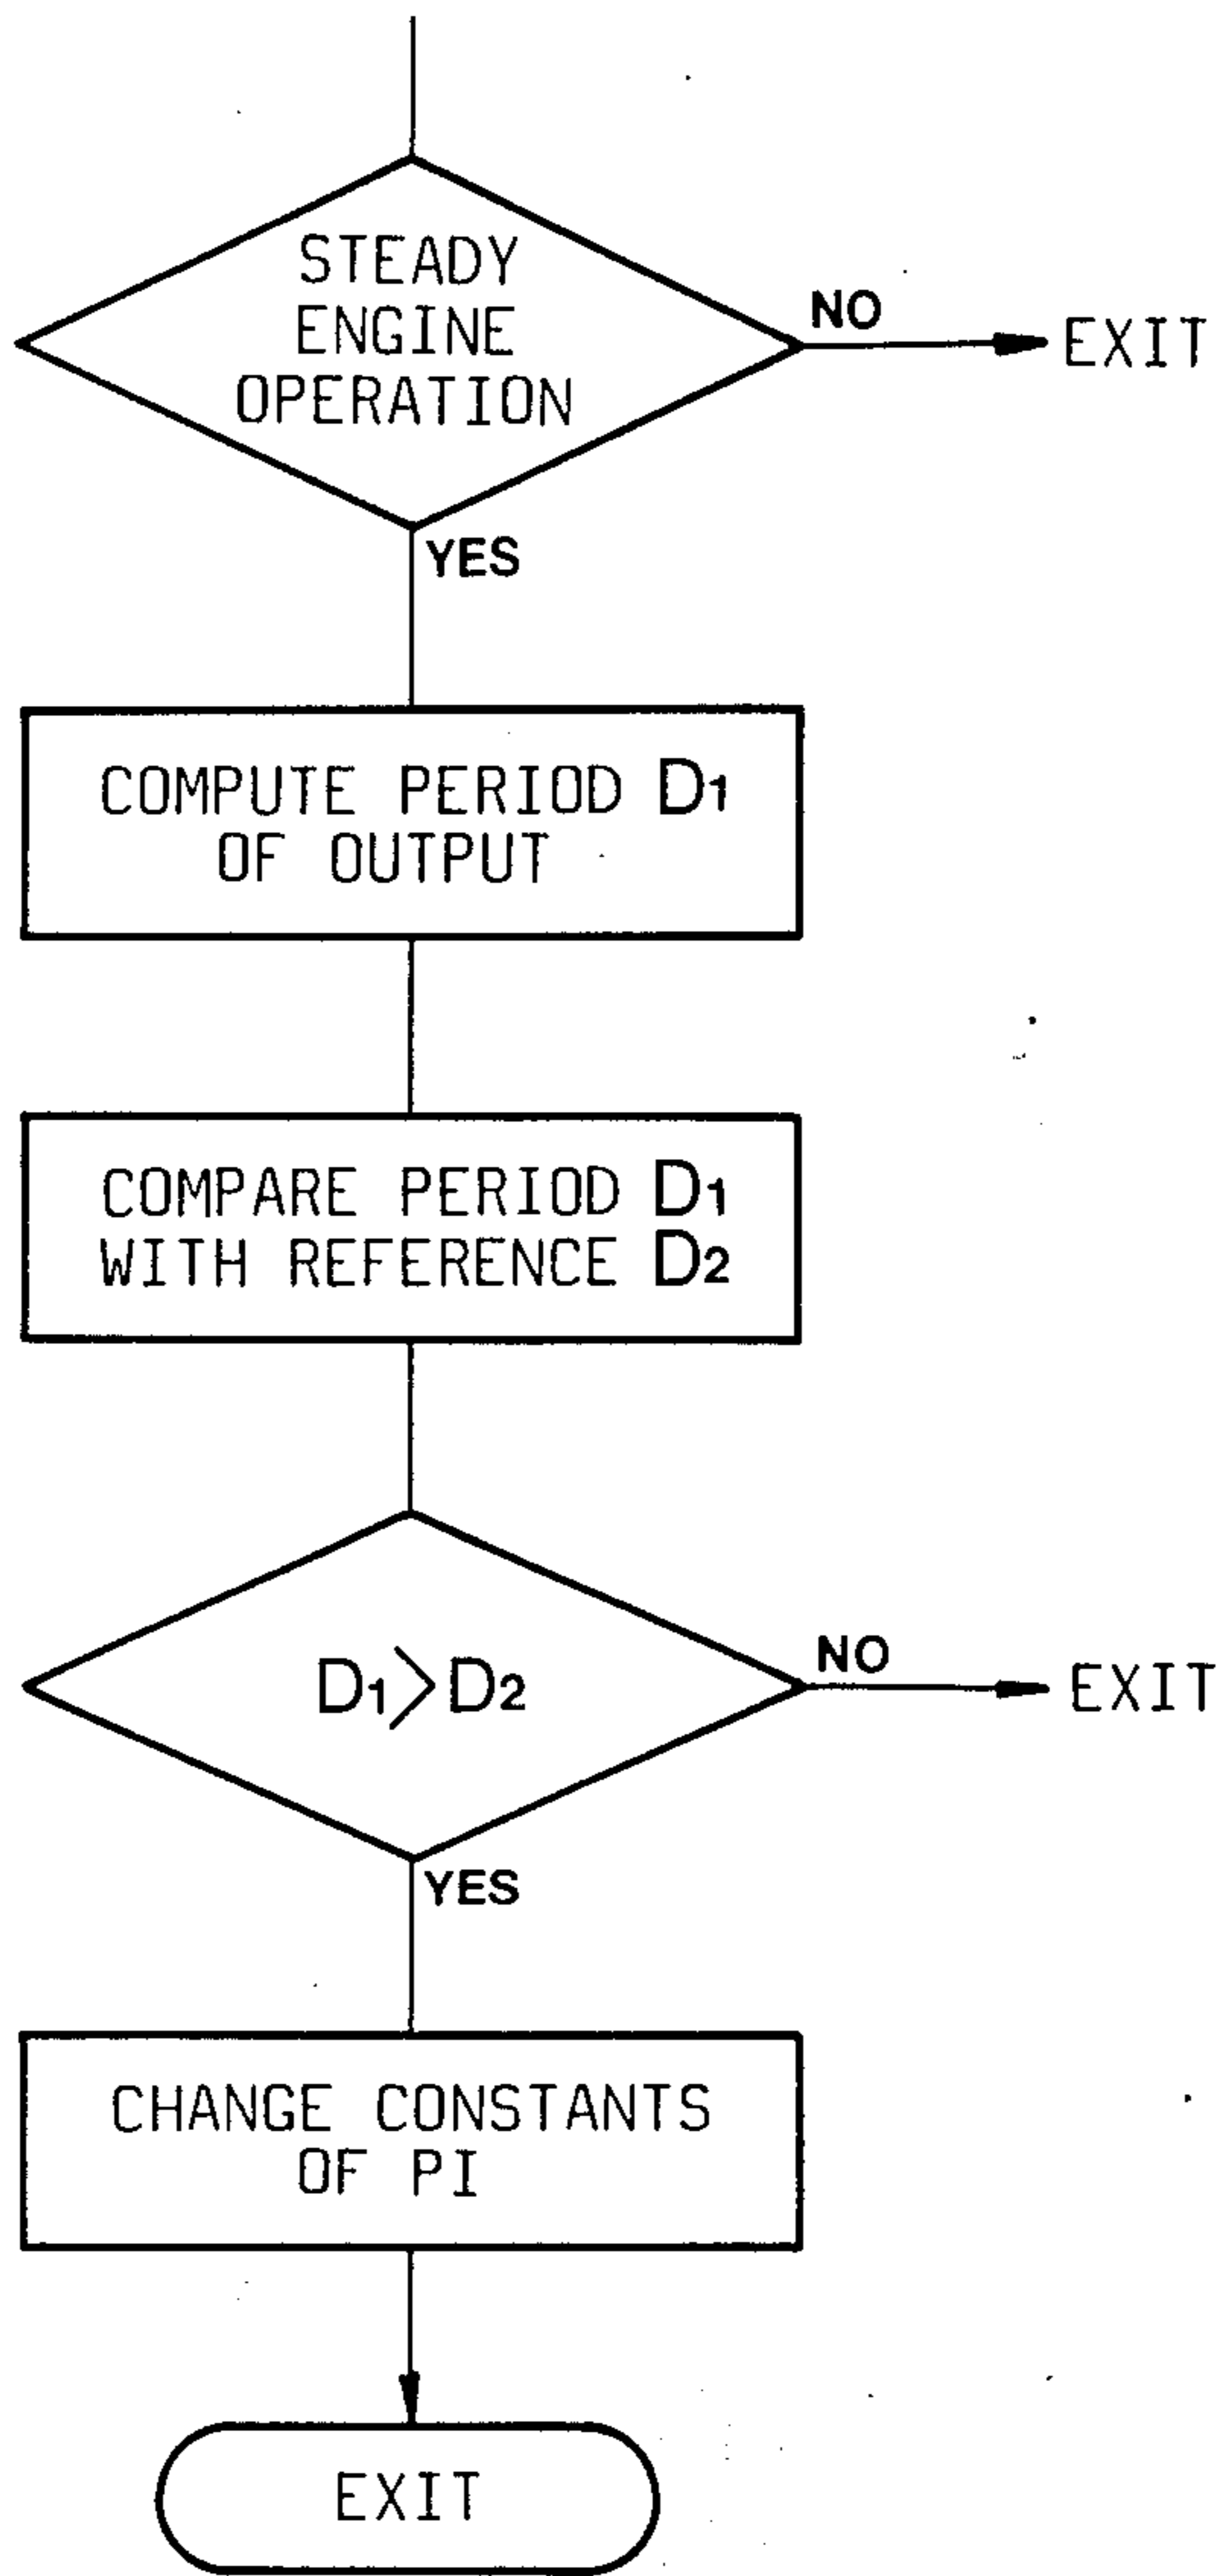 STEADY
ENGINE
OPERATION
NO
EXIT
YES
COMPUTE PERIOD D1
OF OUTPUT
COMPARE PERIOD D1
WITH REFERENCE D2
D1>D2
NO
EXIT
YES
CHANGE CONSTANTS
OF PI
EXIT